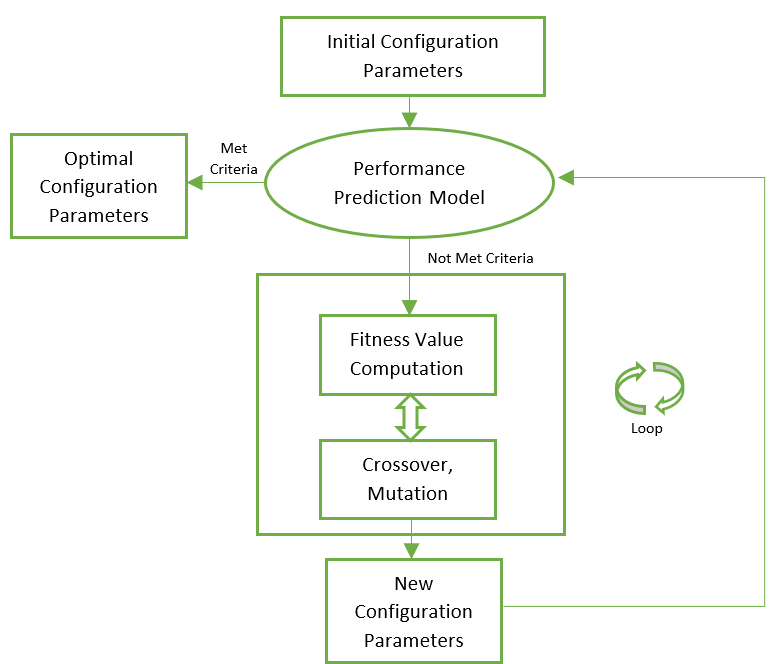 Initial Configuration
Parameters
Met
Criteria
Optimal
Configuration
Parameters
Performance
Prediction Model
Not Met Criteria
Fitness Value
Computation
Loop
Crossover,
Mutation
New
Configuration
Parameters